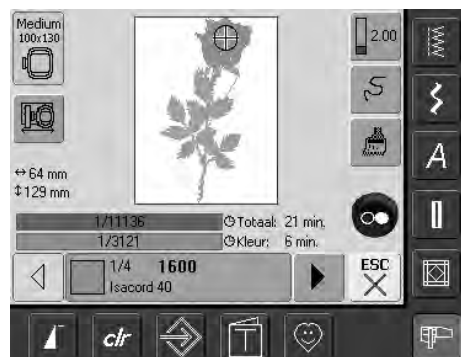 Medium
100x130
2.00
↔ 64 mm
↕ 129 mm
A
1/11136
Totaal: 21 min.
1/3121
Kleur: 6 min.
1/4 1600
Isacord 40
ESC
clr
T